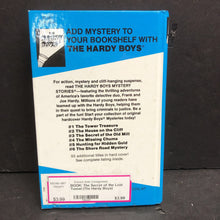 ADD MYSTERY TO
YOUR BOOKSHELF WITH
THE HARDY BOYS
For action, mystery and cliff-hanging suspense,
read THE HARDY BOYS MYSTERY
STORIES—relating the thrilling adventures
of America's favorite detective duo, Frank and
Joe Hardy. Millions of young readers have
teamed up with the Hardy boys, helping them
track clues and bring criminals to justice. Be a
part of the fun! Start your collection of original
hardcover Hardy Boys® Mysteries today!
#1 The Tower Treasure
#2 The House on the Cliff
#3 The Secret of the Old Mill
#4 The Missing Chums
#5 Hunting for Hidden Gold
#6 The Shore Road Mystery
additional titles in hard cover!
See complete listing inside.
BOOK: The Secret of the Lost
Tunnel (The Hardy Boys)
$3.99
$3.99